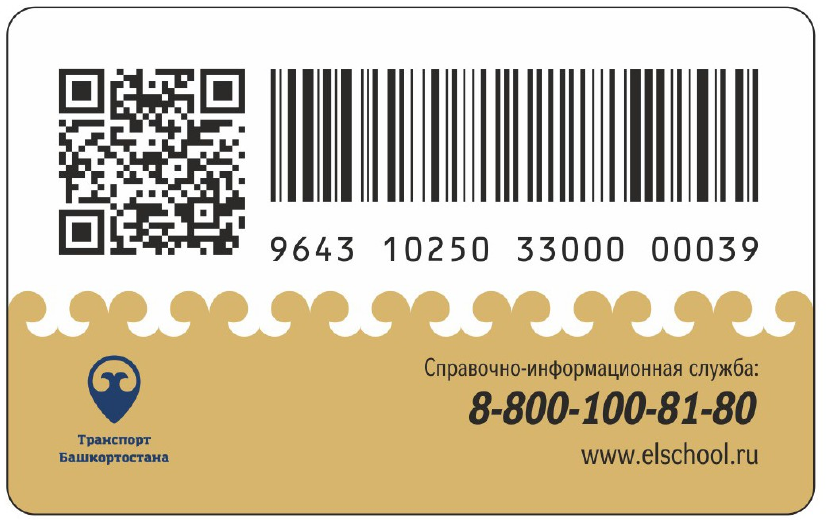 9643 10250 33000 00039
Справочно-информационная служба:
8-800-100-81-80
www.elschool.ru
Транспорт
Башкортостана